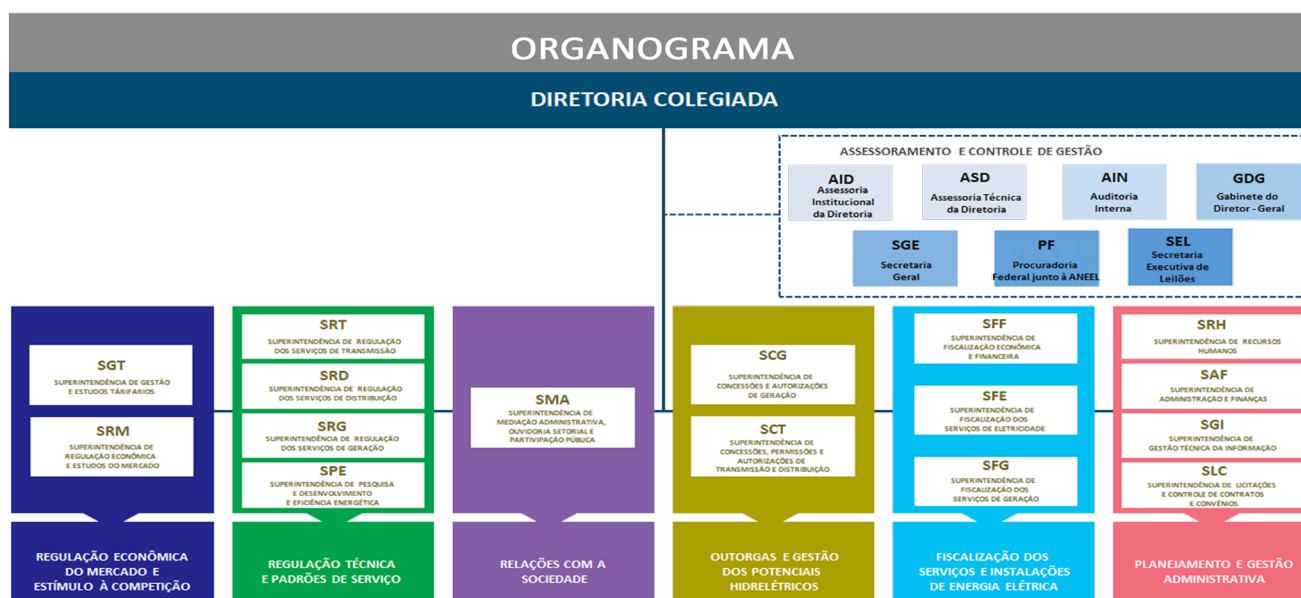 ORGANOGRAMA
DIRETORIA COLEGIADA
ASSESSORAMENTO E CONTROLE DE GESTÃO
AID
Assessoria
Institucional
da Diretoria
ASD
Assessoria Técnica
da Diretoria
AIN
Auditoria
Interna
GDG
Gabinete do
Diretor - Geral
SGE
Secretaria
Geral
PF
Procuradoria
Federal junto à ANEEL
SEL
Secretaria
Executiva de
Leilões
SGT
SUPERINTENDÊNCIA DE GESTÃO
E ESTUDOS TÁRIFARIOS
SRM
SUPERINTENDÊNCIA DE
REGULAÇÃO ECONÔMICA
E ESTUDOS DO MERCADO
REGULAÇÃO ECONÔMICA
DO MERCADO E
ESTÍMULO À COMPETIÇÃO
SRT
SUPERINTENDÊNCIA DE REGULAÇÃO
DOS SERVIÇOS DE TRANSMISSÃO
SRD
SUPERINTENDÊNCIA DE REGULAÇÃO
DOS SERVIÇOS DE DISTRIBUIÇÃO
SRG
SUPERINTENDÊNCIA DE REGULAÇÃO
DOS SERVIÇOS DE GERAÇÃO
SPE
SUPERINTENDÊNCIA DE PESQUISA
E DESENVOLVIMENTO
E EFICIÊNCIA ENERGÉTICA
REGULAÇÃO TÉCNICA
E PADRÕES DE SERVIÇO
SMA
SUPERINTENDÊNCIA DE
MEDIAÇÃO ADMINISTRATIVA,
OUVIDORIA SETORIAL E
PARTIVIPAÇÃO PÚBLICA
RELAÇÕES COM A
SOCIEDADE
SCG
SUPERINTENDÊNCIA DE
CONCESSÕES E AUTORIZAÇÕES
DE GERAÇÃO
SCT
SUPERINTENDÊNCIA DE
CONCESSÕES, PERMISSÕES E
AUTORIZAÇÕES DE
TRANSMISSÃO E DISTRIBUIÇÃO
OUTORGAS E GESTÃO
DOS POTENCIAIS
HIDRELÉTRICOS
SFF
SUPERINTENDÊNCIA DE
FISCALIZAÇÃO ECONÔMICA
E FINANCEIRA
SFE
SUPERINTENDÊNCIA DE
FISCALIZAÇÃO DOS
SERVIÇOS DE ELETRICIDADE
SFG
SUPERINTENDÊNCIA DE
FISCALIZAÇÃO DOS
SERVIÇOS DE GERAÇÃO
FISCALIZAÇÃO DOS
SERVIÇOS E INSTALAÇÕES
DE ENERGIA ELÉTRICA
SRH
SUPERINTENDÊNCIA DE RECURSOS
HUMANOS
SAF
SUPERINTENDÊNCIA DE
ADMINISTRAÇÃO E FINANÇAS
SGI
SUPERINTENDÊNCIA DE
GESTÃO TÉCNICA DA INFORMAÇÃO
SLC
SUPERINTENDÊNCIA DE LICITAÇÕES
E CONTROLE DE CONTRATOS
E CONVÊNIOS
PLANEJAMENTO E GESTÃO
ADMINISTRATIVA